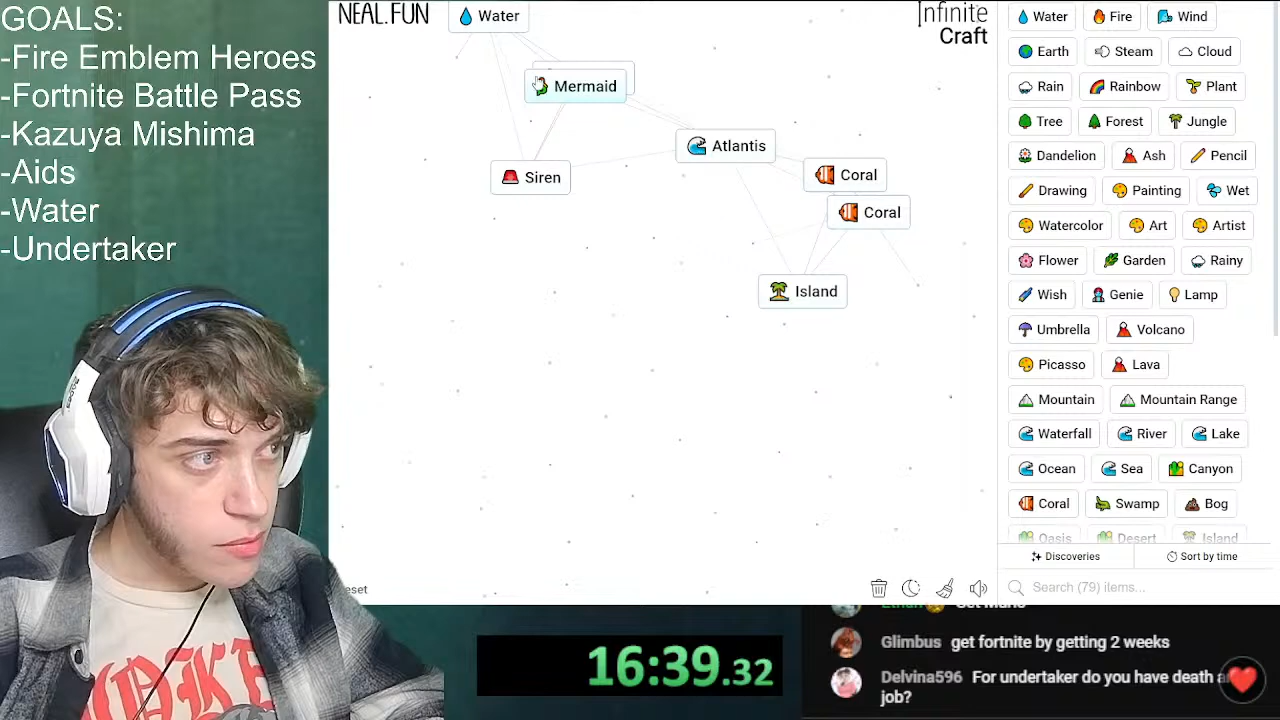 GOALS:
-Fire Emblem Heroes
-Fortnite Battle Pass
-Kazuya Mishima
-Aids
-Water
-Undertaker
NEAL.FUN
Infinite
Craft
Water
Mermaid
Atlantis
Siren
Coral
Coral
Island
Water Fire Wind
Earth Steam Cloud
Rain Rainbow Plant
Tree Forest Jungle
Dandelion Ash Pencil
Drawing Painting Wet
Watercolor Art Artist
Flower Garden Rainy
Wish Genie Lamp
Umbrella Volcano
Picasso Lava
Mountain Mountain Range
Waterfall River Lake
Ocean Sea Canyon
Coral Swamp Bog
Oasis Desert Island
Discoveries Sort by time
Search (79) items...
eset
16:39.32
Glimbus get fortnite by getting 2 weeks
Delvina596 For undertaker do you have death a
job?